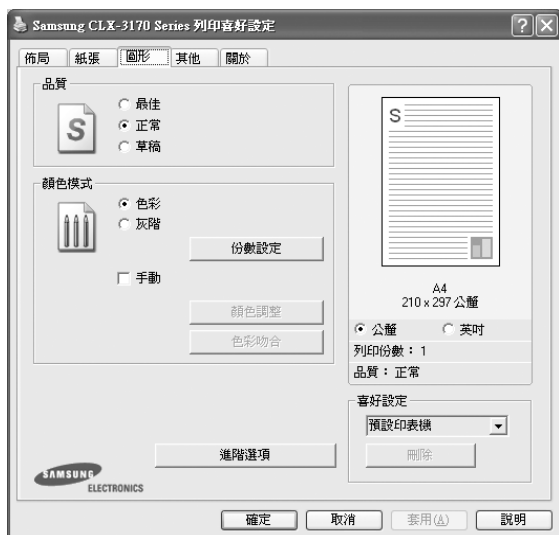 Samsung CLX-3170 Series 列印喜好設定
佈局 紙張 圖形 其他 關於
品質
S
最佳
正常
草稿
顏色模式
色彩
灰階
份數設定
手動
顏色調整
色彩吻合
進階選項
S
A4
210 x 297 公釐
公釐 英吋
列印份數：1
品質：正常
喜好設定
預設印表機
刪除
SAMSUNG
ELECTRONICS
確定 取消 套用(A) 說明